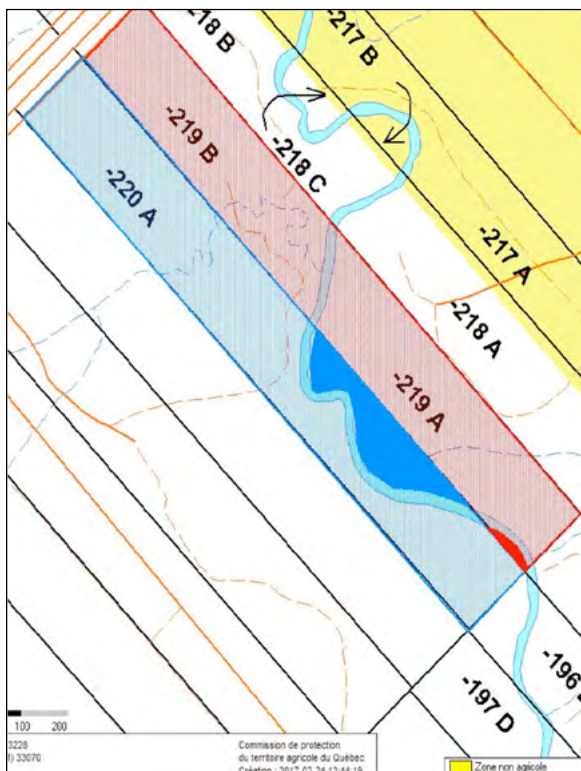 -218 B
-217 B
-219 B
-218 C
-220 A
-217 A
-218 A
-219 A
-197 D
-196
100 200
3228
33070
Commission de protection
du territoire agricole du Québec
Zone non agricole